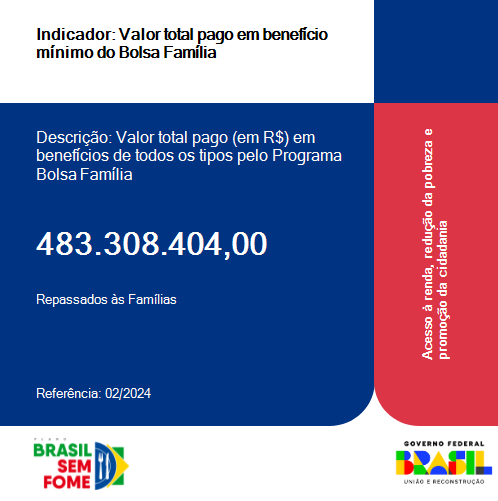 Indicador: Valor total pago em benefício
mínimo do Bolsa Família
Descrição: Valor total pago (em R$) em
benefícios de todos os tipos pelo Programa
Bolsa Família
483.308.404,00
Repassados às Famílias
Referência: 02/2024
Acesso à renda, redução da pobreza e
promoção da cidadania
PLANO
BRASIL
SEM
FOME
GOVERNO FEDERAL
BRASIL
UNIÃO E RECONSTRUÇÃO